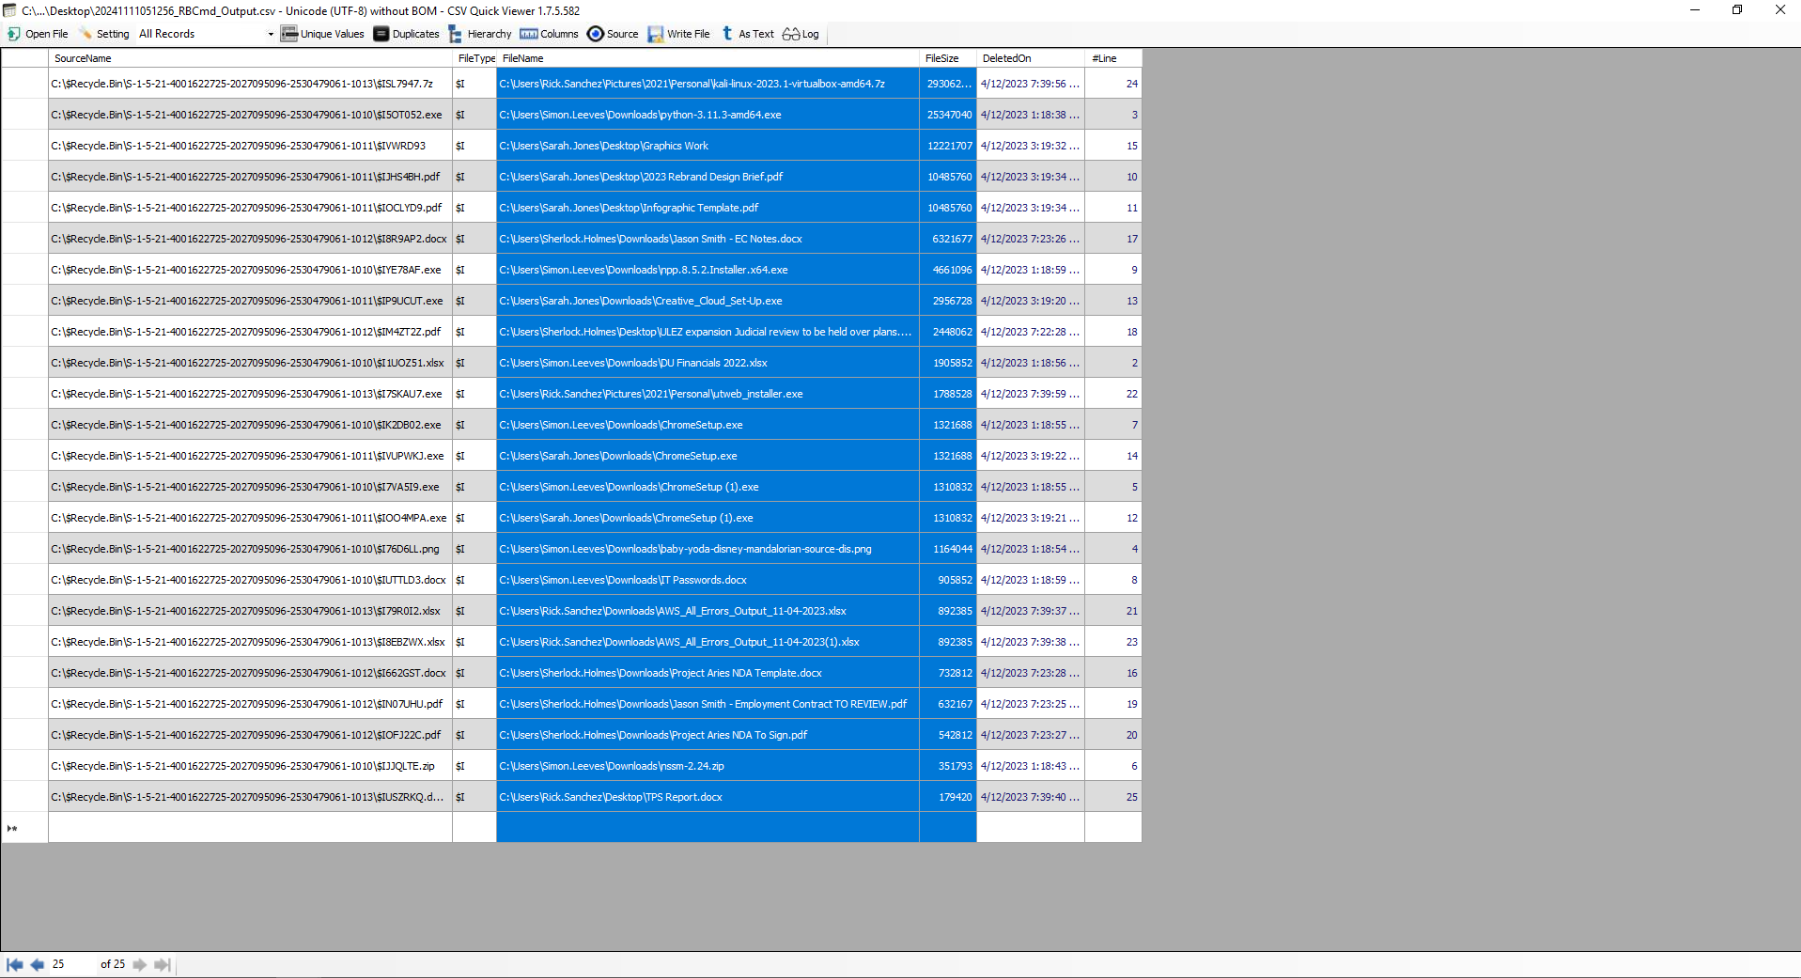 C:\...\Desktop\20241111051256_RBCmd_Output.csv - Unicode (UTF-8) without BOM - CSV Quick Viewer 1.7.5.582
Open File Setting All Records Unique Values Duplicates Hierarchy Columns Source Write File As Text Log
SourceName FileType FileName FileSize DeletedOn #Line
C:\$Recycle.Bin\S-1-5-21-4001622725-2027095096-2530479061-1013\$ISL7947.7z $I C:\Users\Rick.Sanchez\Pictures\2021\Personal\kali-linux-2023.1-virtualbox-amd64.7z 293062... 4/12/2023 7:39:56 ... 24
C:\$Recycle.Bin\S-1-5-21-4001622725-2027095096-2530479061-1010\$I5OT052.exe $I C:\Users\Simon.Leeves\Downloads\python-3.11.3-amd64.exe 25347040 4/12/2023 1:18:38 ... 3
C:\$Recycle.Bin\S-1-5-21-4001622725-2027095096-2530479061-1011\$IVWRD93 $I C:\Users\Sarah.Jones\Desktop\Graphics Work 12221707 4/12/2023 3:19:32 ... 15
C:\$Recycle.Bin\S-1-5-21-4001622725-2027095096-2530479061-1011\$IJHS4BH.pdf $I C:\Users\Sarah.Jones\Desktop\2023 Rebrand Design Brief.pdf 10485760 4/12/2023 3:19:34 ... 10
C:\$Recycle.Bin\S-1-5-21-4001622725-2027095096-2530479061-1011\$IOCLYD9.pdf $I C:\Users\Sarah.Jones\Desktop\Infographic Template.pdf 10485760 4/12/2023 3:19:34 ... 11
C:\$Recycle.Bin\S-1-5-21-4001622725-2027095096-2530479061-1012\$I8R9AP2.docx $I C:\Users\Sherlock.Holmes\Downloads\Jason Smith - EC Notes.docx 6321677 4/12/2023 7:23:26 ... 17
C:\$Recycle.Bin\S-1-5-21-4001622725-2027095096-2530479061-1010\$IYE78AF.exe $I C:\Users\Simon.Leeves\Downloads\npp.8.5.2.Installer.x64.exe 4661096 4/12/2023 1:18:59 ... 9
C:\$Recycle.Bin\S-1-5-21-4001622725-2027095096-2530479061-1011\$IP9UCUT.exe $I C:\Users\Sarah.Jones\Downloads\Creative_Cloud_Set-Up.exe 2956728 4/12/2023 3:19:20 ... 13
C:\$Recycle.Bin\S-1-5-21-4001622725-2027095096-2530479061-1012\$IM4ZT2Z.pdf $I C:\Users\Sherlock.Holmes\Desktop\ULEZ expansion Judicial review to be held over plans.... 2448062 4/12/2023 7:22:28 ... 18
C:\$Recycle.Bin\S-1-5-21-4001622725-2027095096-2530479061-1010\$I1UOZ51.xlsx $I C:\Users\Simon.Leeves\Downloads\DU Financials 2022.xlsx 1905852 4/12/2023 1:18:56 ... 2
C:\$Recycle.Bin\S-1-5-21-4001622725-2027095096-2530479061-1013\$I7SKAU7.exe $I C:\Users\Rick.Sanchez\Pictures\2021\Personal\utweb_installer.exe 1788528 4/12/2023 7:39:59 ... 22
C:\$Recycle.Bin\S-1-5-21-4001622725-2027095096-2530479061-1010\$IK2DB02.exe $I C:\Users\Simon.Leeves\Downloads\ChromeSetup.exe 1321688 4/12/2023 1:18:55 ... 7
C:\$Recycle.Bin\S-1-5-21-4001622725-2027095096-2530479061-1011\$IVUPWKJ.exe $I C:\Users\Sarah.Jones\Downloads\ChromeSetup.exe 1321688 4/12/2023 3:19:22 ... 14
C:\$Recycle.Bin\S-1-5-21-4001622725-2027095096-2530479061-1010\$I7VA5I9.exe $I C:\Users\Simon.Leeves\Downloads\ChromeSetup (1).exe 1310832 4/12/2023 1:18:55 ... 5
C:\$Recycle.Bin\S-1-5-21-4001622725-2027095096-2530479061-1011\$IOO4MPA.exe $I C:\Users\Sarah.Jones\Downloads\ChromeSetup (1).exe 1310832 4/12/2023 3:19:21 ... 12
C:\$Recycle.Bin\S-1-5-21-4001622725-2027095096-2530479061-1010\$I76D6LL.png $I C:\Users\Simon.Leeves\Downloads\baby-yoda-disney-mandalorian-source-dis.png 1164044 4/12/2023 1:18:54 ... 4
C:\$Recycle.Bin\S-1-5-21-4001622725-2027095096-2530479061-1010\$IUTTLD3.docx $I C:\Users\Simon.Leeves\Downloads\IT Passwords.docx 905852 4/12/2023 1:18:59 ... 8
C:\$Recycle.Bin\S-1-5-21-4001622725-2027095096-2530479061-1013\$I79R0I2.xlsx $I C:\Users\Rick.Sanchez\Downloads\AWS_All_Errors_Output_11-04-2023.xlsx 892385 4/12/2023 7:39:37 ... 21
C:\$Recycle.Bin\S-1-5-21-4001622725-2027095096-2530479061-1013\$I8EBZWX.xlsx $I C:\Users\Rick.Sanchez\Downloads\AWS_All_Errors_Output_11-04-2023(1).xlsx 892385 4/12/2023 7:39:38 ... 23
C:\$Recycle.Bin\S-1-5-21-4001622725-2027095096-2530479061-1012\$I662GST.docx $I C:\Users\Sherlock.Holmes\Downloads\Project Aries NDA Template.docx 732812 4/12/2023 7:23:28 ... 16
C:\$Recycle.Bin\S-1-5-21-4001622725-2027095096-2530479061-1012\$IN07UHU.pdf $I C:\Users\Sherlock.Holmes\Downloads\Jason Smith - Employment Contract TO REVIEW.pdf 632167 4/12/2023 7:23:25 ... 19
C:\$Recycle.Bin\S-1-5-21-4001622725-2027095096-2530479061-1012\$IOFJ22C.pdf $I C:\Users\Sherlock.Holmes\Downloads\Project Aries NDA To Sign.pdf 542812 4/12/2023 7:23:27 ... 20
C:\$Recycle.Bin\S-1-5-21-4001622725-2027095096-2530479061-1010\$IJJQLTE.zip $I C:\Users\Simon.Leeves\Downloads\nssm-2.24.zip 351793 4/12/2023 1:18:43 ... 6
C:\$Recycle.Bin\S-1-5-21-4001622725-2027095096-2530479061-1013\$IUSZRKQ.d... $I C:\Users\Rick.Sanchez\Desktop\TPS Report.docx 179420 4/12/2023 7:39:40 ... 25
25 of 25